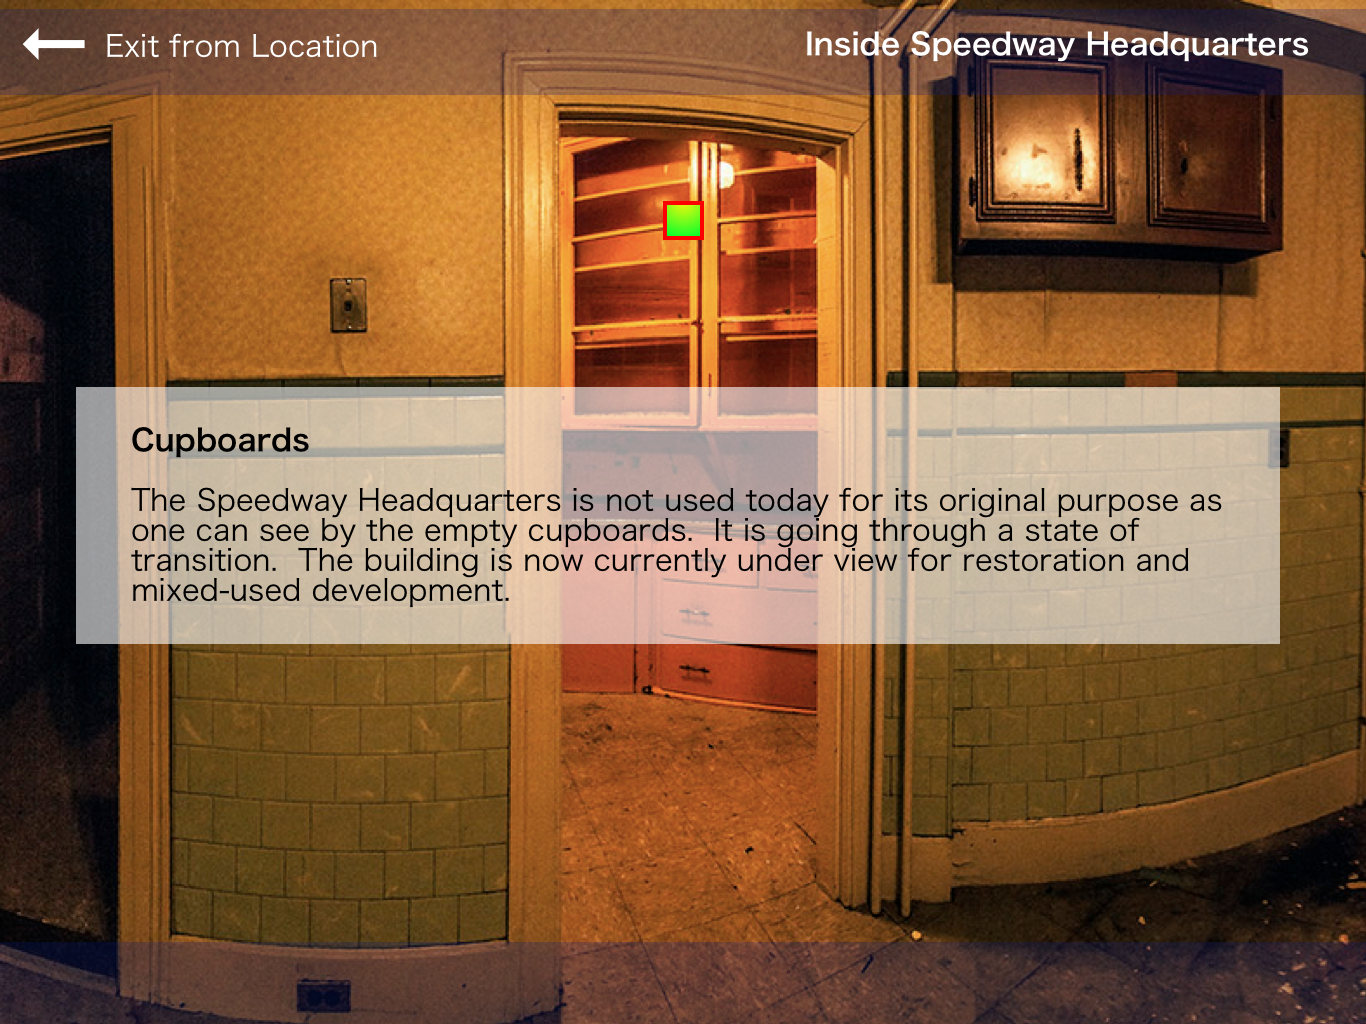 Exit from Location
Inside Speedway Headquarters
Cupboards
The Speedway Headquarters is not used today for its original purpose as
one can see by the empty cupboards.  It is going through a state of
transition.  The building is now currently under view for restoration and
mixed-used development.